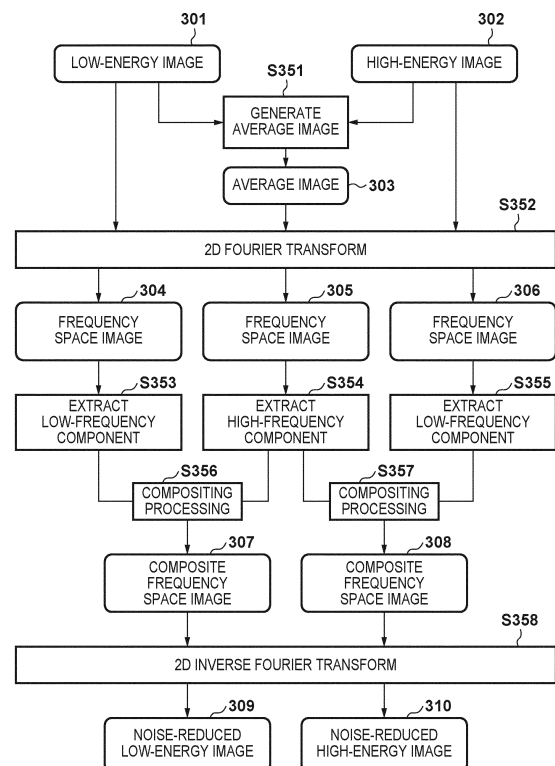 301
302
LOW-ENERGY IMAGE
HIGH-ENERGY IMAGE
S351
GENERATE
AVERAGE IMAGE
AVERAGE IMAGE
303
S352
2D FOURIER TRANSFORM
304
305
306
FREQUENCY
SPACE IMAGE
FREQUENCY
SPACE IMAGE
FREQUENCY
SPACE IMAGE
S353
S354
S355
EXTRACT
LOW-FREQUENCY
COMPONENT
EXTRACT
HIGH-FREQUENCY
COMPONENT
EXTRACT
LOW-FREQUENCY
COMPONENT
S356
S357
COMPOSITING
PROCESSING
COMPOSITING
PROCESSING
307
308
COMPOSITE
FREQUENCY
SPACE IMAGE
COMPOSITE
FREQUENCY
SPACE IMAGE
S358
2D INVERSE FOURIER TRANSFORM
309
310
NOISE-REDUCED
LOW-ENERGY IMAGE
NOISE-REDUCED
HIGH-ENERGY IMAGE